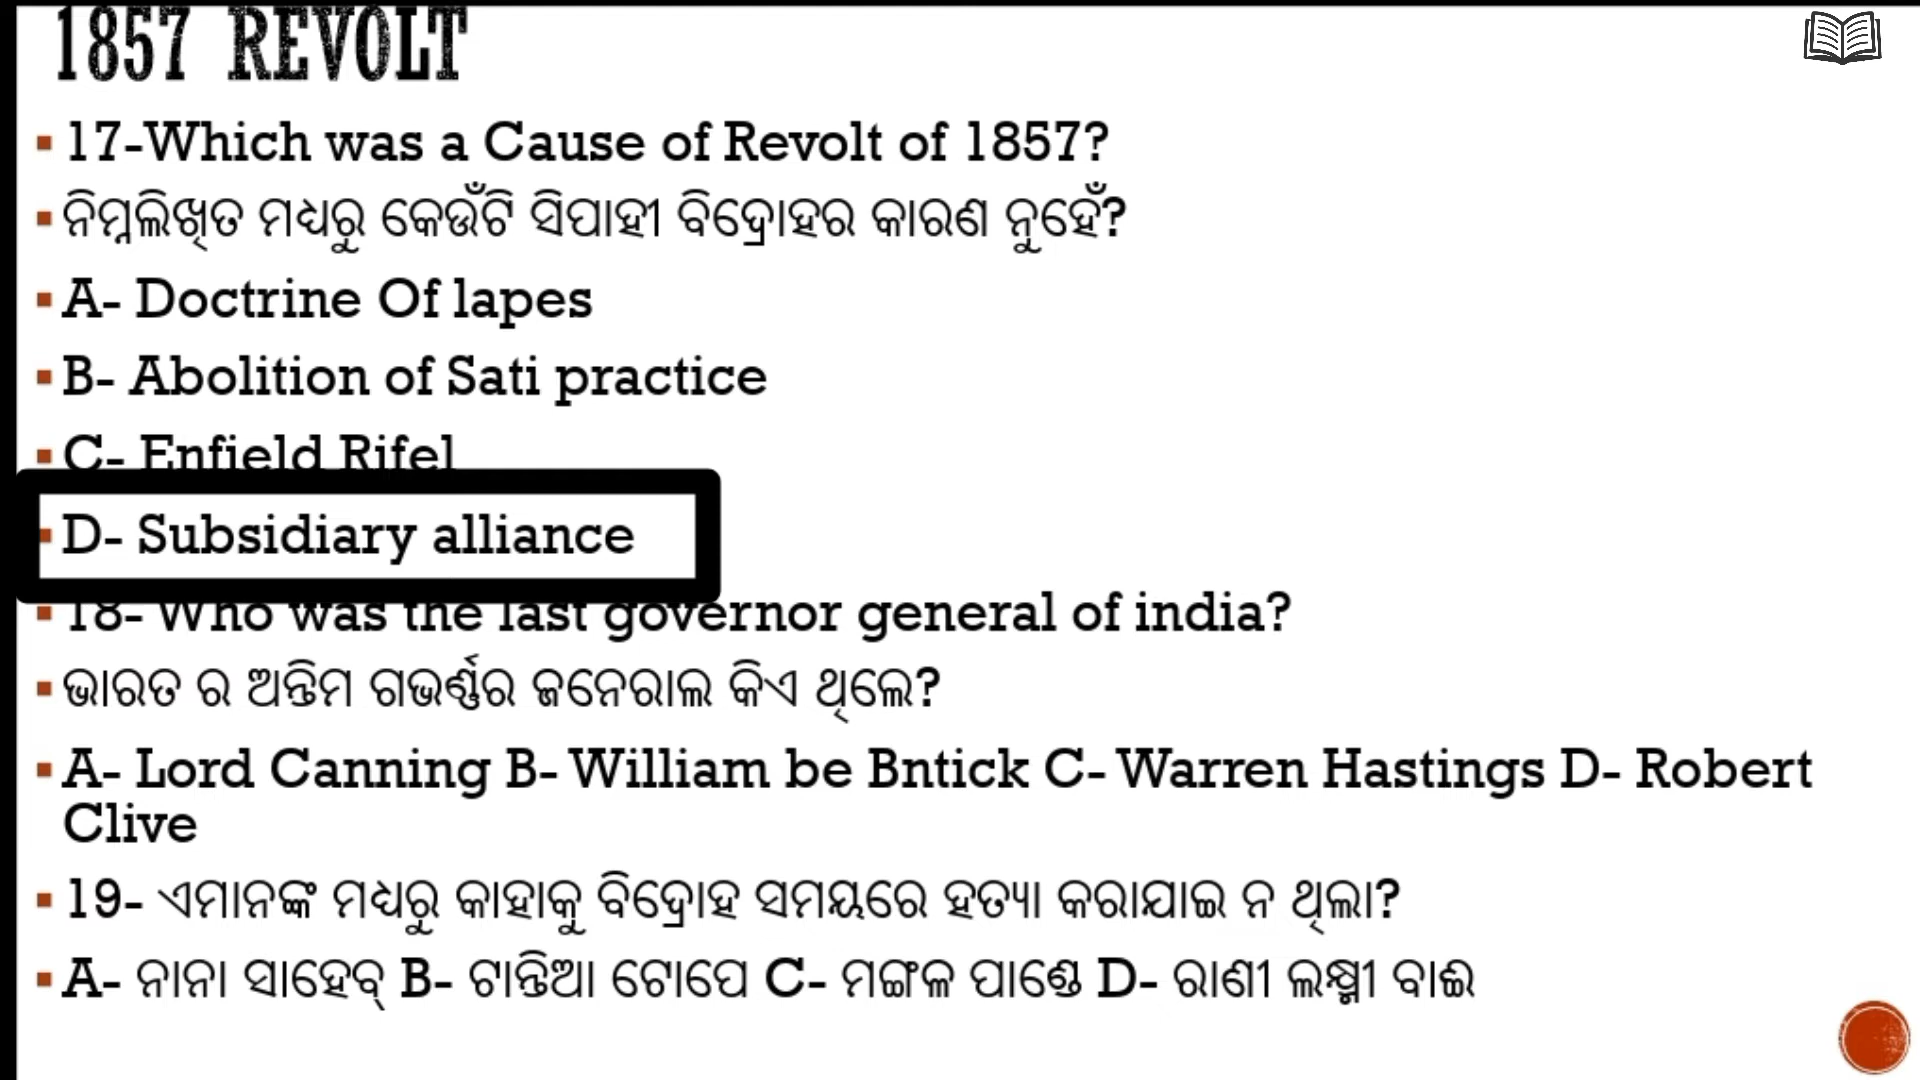 1857 REVOLT
▪ 17-Which was a Cause of Revolt of 1857?
▪ ନିମ୍ନଲିଖିତ ମଧ୍ୟରୁ କେଉଁଟି ସିପାହୀ ବିଦ୍ରୋହର କାରଣ ନୁହେଁ?
▪ A- Doctrine Of lapes
▪ B- Abolition of Sati practice
▪ C- Enfield Rifel
▪ D- Subsidiary alliance
▪ 18- Who was the last governor general of india?
▪ ଭାରତ ର ଅନ୍ତିମ ଗଭର୍ଣ୍ଣର ଜନେରାଲ କିଏ ଥିଲେ?
▪ A- Lord Canning B- William be Bntick C- Warren Hastings D- Robert
Clive
▪ 19- ଏମାନଙ୍କ ମଧ୍ୟରୁ କାହାକୁ ବିଦ୍ରୋହ ସମୟରେ ହତ୍ୟା କରାଯାଇ ନ ଥିଲା?
▪ A- ନାନା ସାହେବ୍ B- ଟାନ୍ତିଆ ଟୋପେ C- ମଙ୍ଗଳ ପାଣ୍ଡେ D- ରାଣୀ ଲକ୍ଷ୍ମୀ ବାଈ